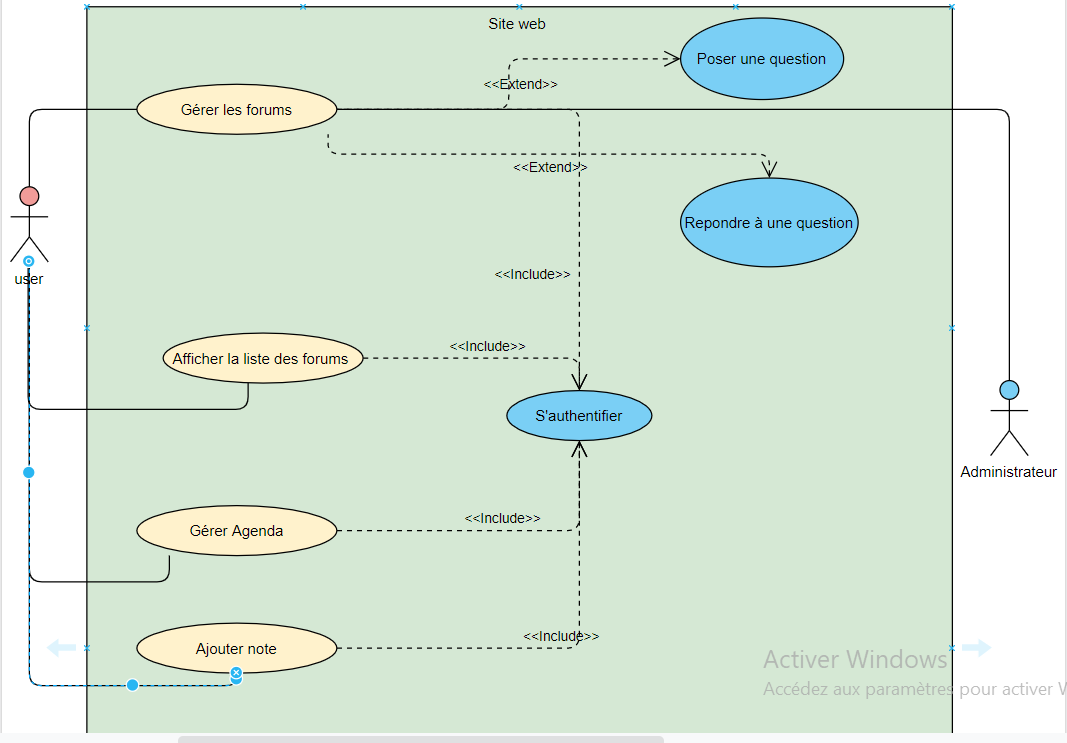 Site web
Poser une question
<<Extend>>
Gérer les forums
<<Extend>>
Repondre à une question
user
<<Include>>
<<Include>>
Afficher la liste des forums
S'authentifier
Administrateur
<<Include>>
Gérer Agenda
<<Include>>
Ajouter note
Activer Windows
Accédez aux paramètres pour activer W